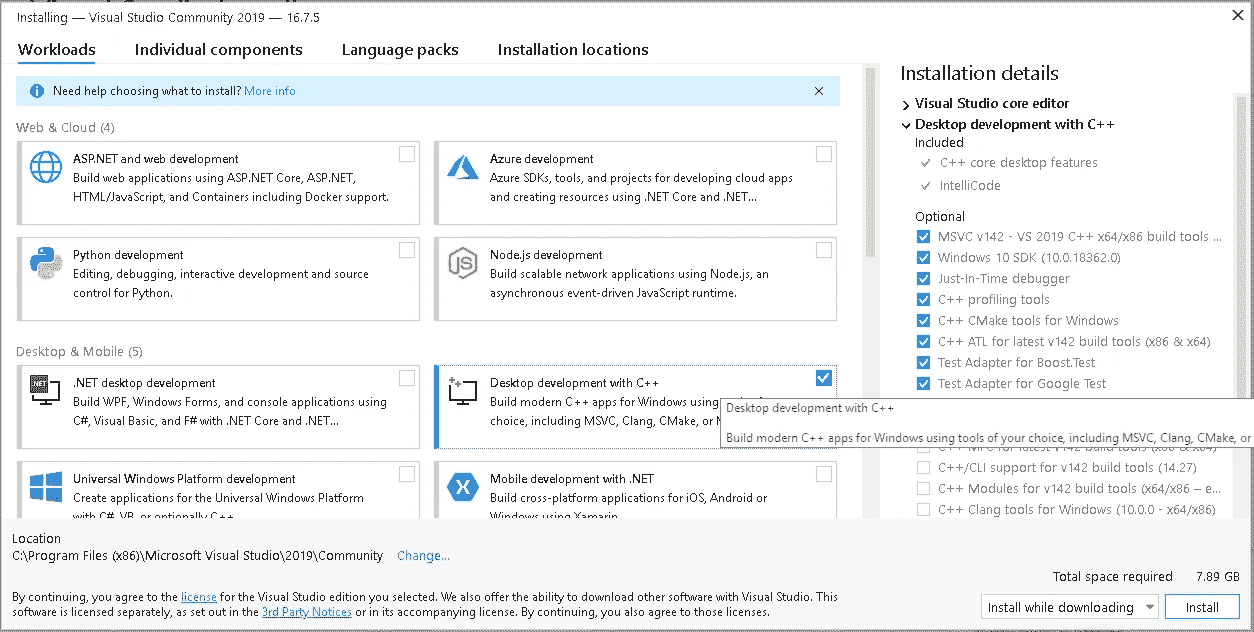 Installing — Visual Studio Community 2019 — 16.7.5
Workloads
Individual components
Language packs
Installation locations
Need help choosing what to install? More info
Web & Cloud (4)
ASP.NET and web development
Build web applications using ASP.NET Core, ASP.NET,
HTML/JavaScript, and Containers including Docker support.
Azure development
Azure SDKs, tools, and projects for developing cloud apps
and creating resources using .NET Core and .NET...
Python development
Editing, debugging, interactive development and source
control for Python.
JS
Node.js development
Build scalable network applications using Node.js, an
asynchronous event-driven JavaScript runtime.
Desktop & Mobile (5)
.NET
.NET desktop development
Build WPF, Windows Forms, and console applications using
C#, Visual Basic, and F# with .NET Core and .NET...
Desktop development with C++
Build modern C++ apps for Windows using
choice, including MSVC, Clang, CMake, or
Universal Windows Platform development
Create applications for the Universal Windows Platform
with C#, VB, or optionally C++
Mobile development with .NET
Build cross-platform applications for iOS, Android or
Windows using Xamarin
Installation details
Visual Studio core editor
Desktop development with C++
Included
C++ core desktop features
IntelliCode
Optional
MSVC v142 - VS 2019 C++ x64/x86 build tools ...
Windows 10 SDK (10.0.18362.0)
Just-In-Time debugger
C++ profiling tools
C++ CMake tools for Windows
C++ ATL for latest v142 build tools (x86 & x64)
Test Adapter for Boost.Test
Test Adapter for Google Test
Desktop development with C++
Build modern C++ apps for Windows using tools of your choice, including MSVC, Clang, CMake, or
C++ MFC for latest v142 build tools (x86 & x64)
C++/CLI support for v142 build tools (14.27)
C++ Modules for v142 build tools (x64/x86 – e...
C++ Clang tools for Windows (10.0.0 - x64/x86)
Location
C:\Program Files (x86)\Microsoft Visual Studio\2019\Community
Change...
Total space required 7.89 GB
By continuing, you agree to the license for the Visual Studio edition you selected. We also offer the ability to download other software with Visual Studio. This
software is licensed separately, as set out in the 3rd Party Notices or in its accompanying license. By continuing, you also agree to those licenses.
Install while downloading
Install